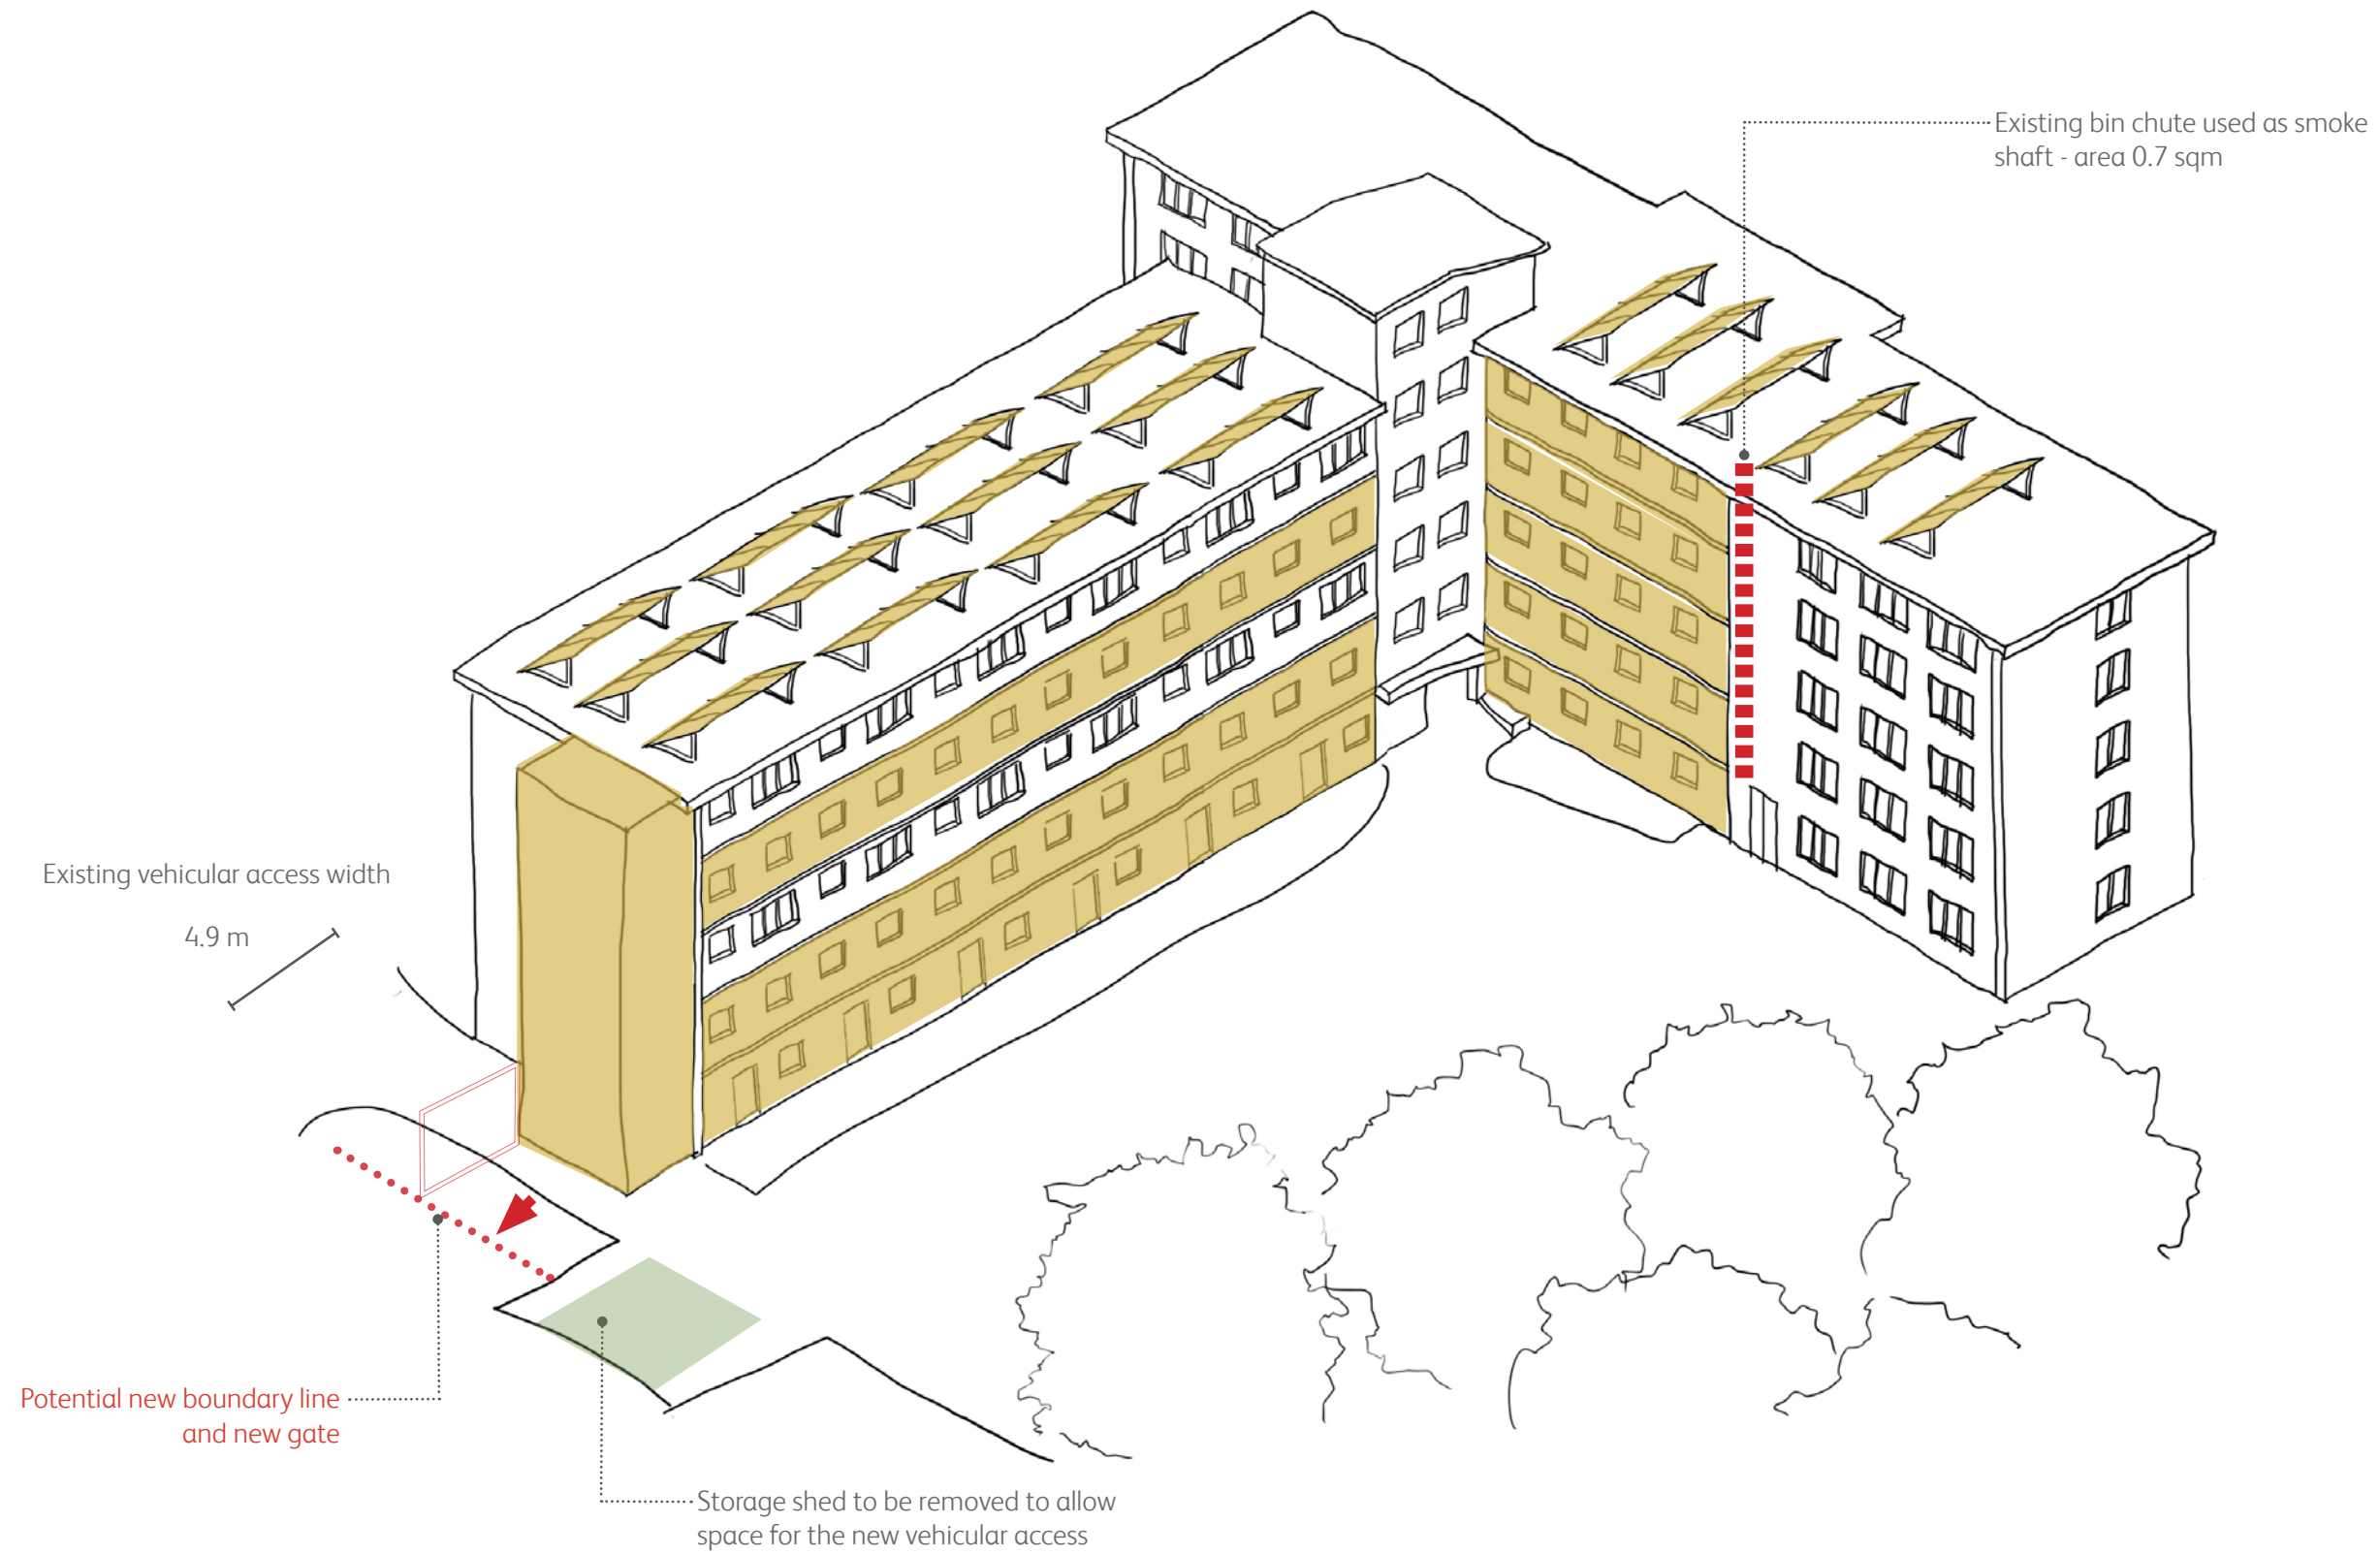 Existing bin chute used as smoke
shaft - area 0.7 sqm
Existing vehicular access width
4.9 m
Potential new boundary line
and new gate
Storage shed to be removed to allow
space for the new vehicular access